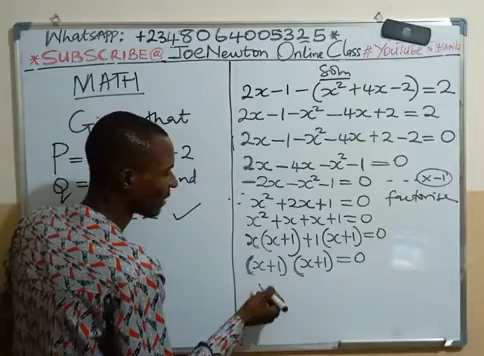 WhatsApp: +2348064005325
*SUBSCRIBE@JoeNewton Online Class #YouTube
MATH
Soln
2x-1-(x²+4x-2)=2
2x-1-x²-4x+2=2
2x-1-x²-4x+2-2=0
2x-4x-x²-1=0
-2x-x²-1=0 --- (x-1)
∴ x²+2x+1=0 factorise
x²+x+x+1=0
x(x+1)+1(x+1)=0
(x+1)(x+1)=0
that
P= -2
Q= nd
✓